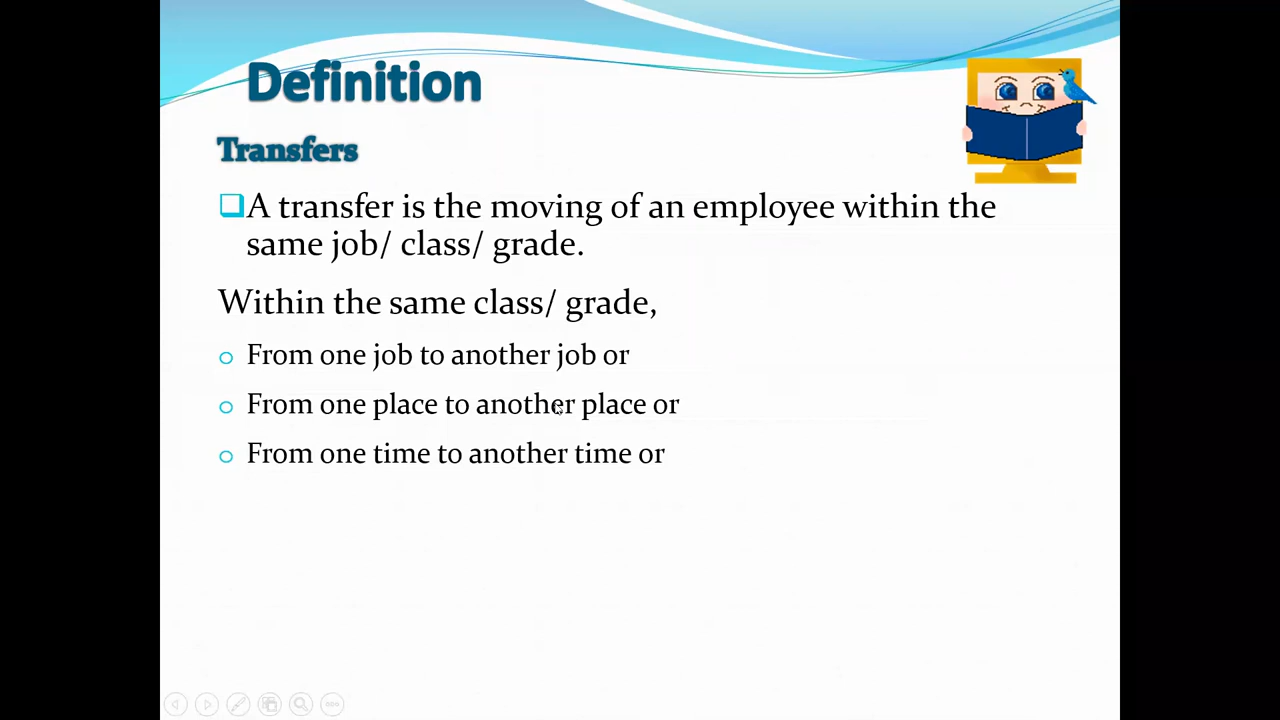 Definition
Transfers
A transfer is the moving of an employee within the
same job/ class/ grade.
Within the same class/ grade,
From one job to another job or
From one place to another place or
From one time to another time or